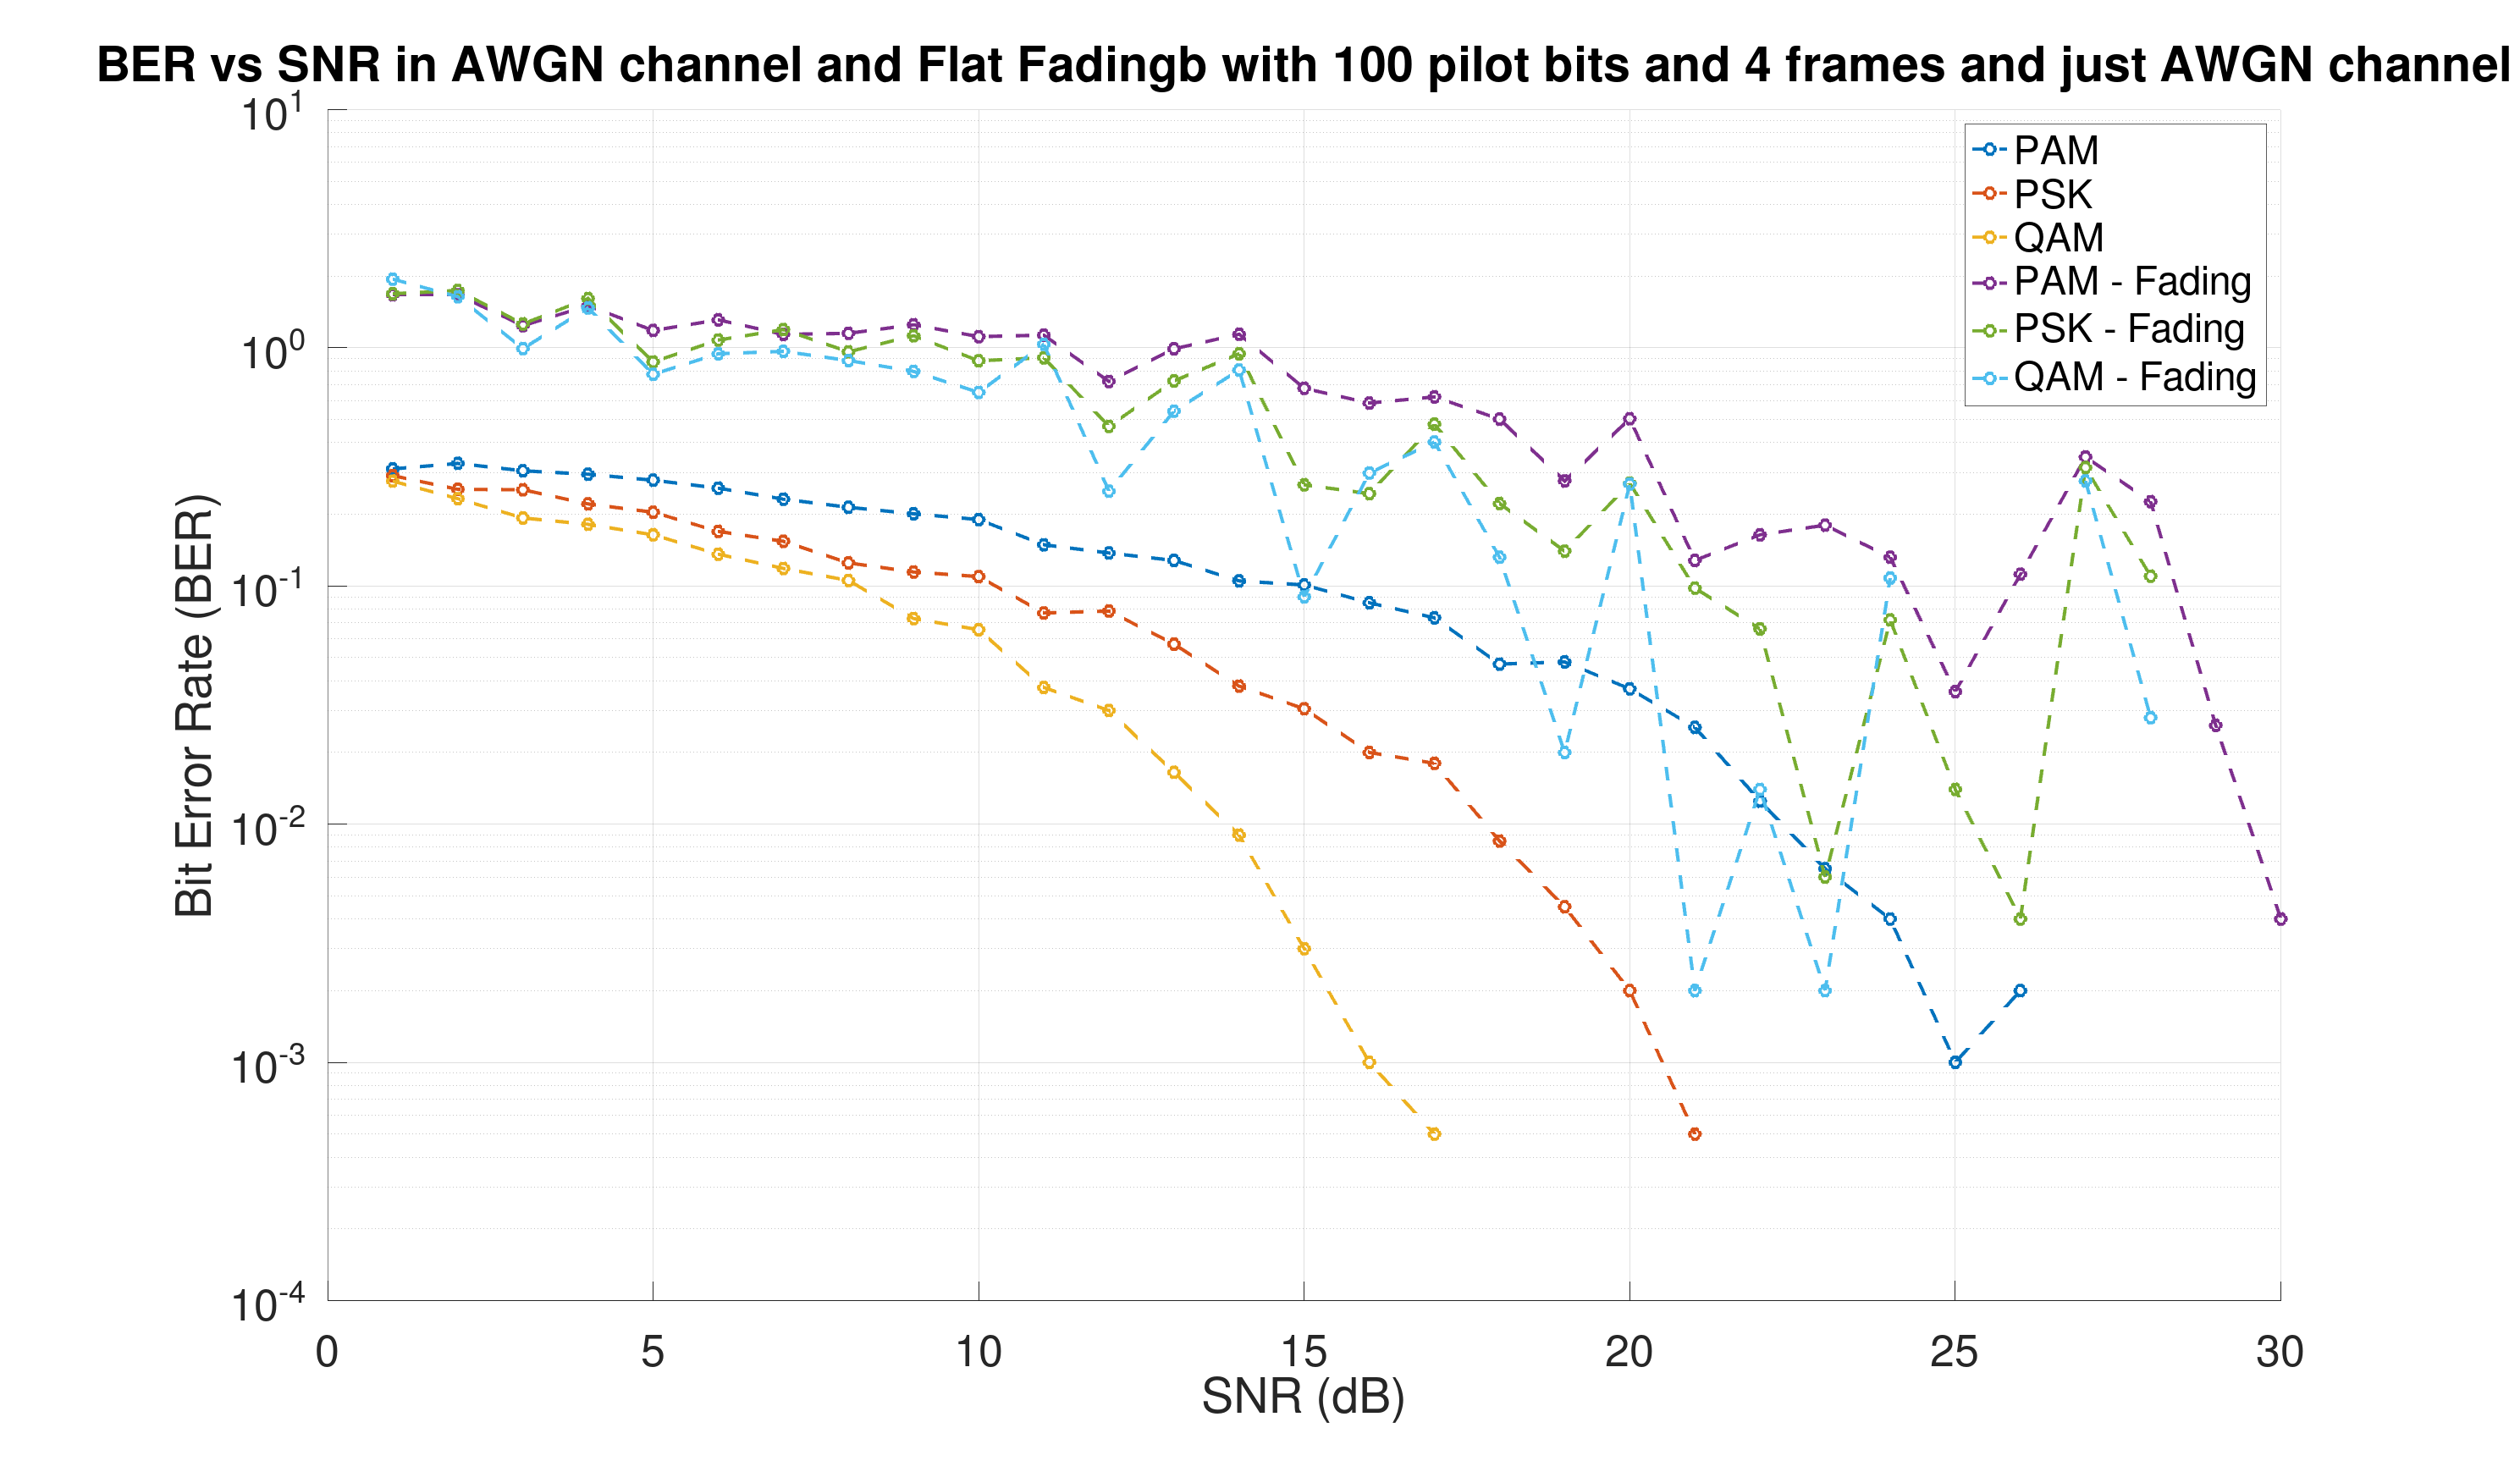 BER vs SNR in AWGN channel and Flat Fadingb with 100 pilot bits and 4 frames and just AWGN channel
10^1
10^0
10^-1
10^-2
10^-3
10^-4
Bit Error Rate (BER)
PAM
PSK
QAM
PAM - Fading
PSK - Fading
QAM - Fading
0 5 10 15 20 25 30
SNR (dB)